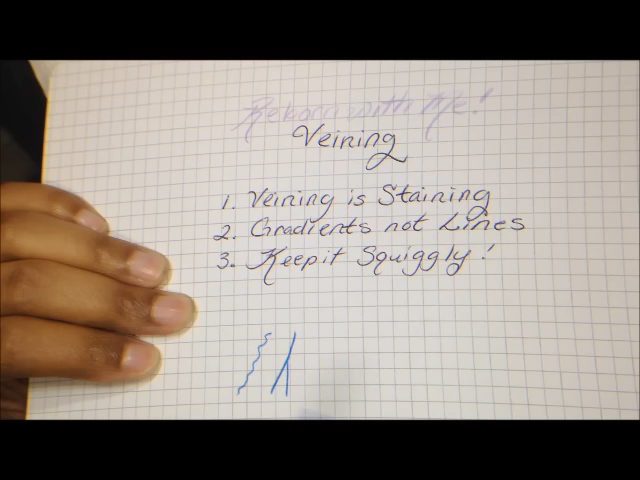 Reborn with Me!
Veining
1. Veining is Staining
2. Gradients not Lines
3. Keep it Squiggly!